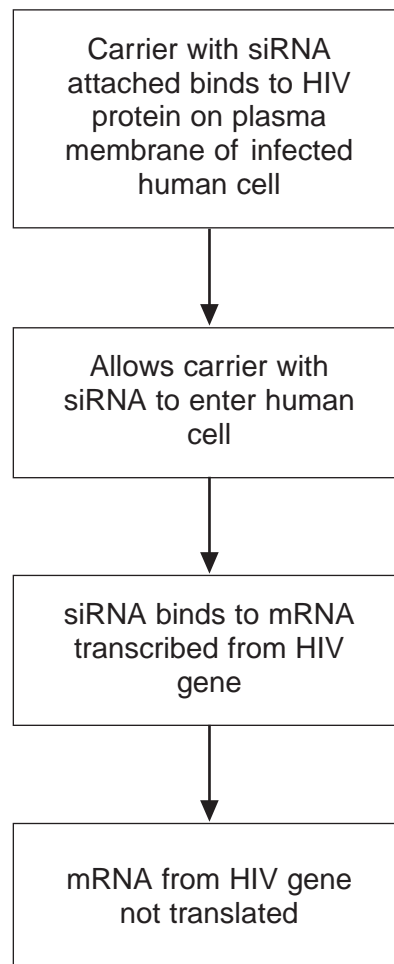 Carrier with siRNA
attached binds to HIV
protein on plasma
membrane of infected
human cell
Allows carrier with
siRNA to enter human
cell
siRNA binds to mRNA
transcribed from HIV
gene
mRNA from HIV gene
not translated